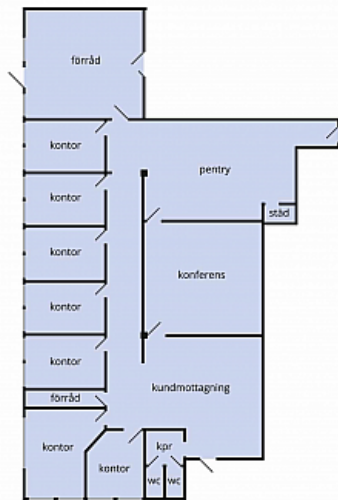 förråd
kontor
pentry
kontor
städ
kontor
konferens
kontor
kontor
kundmottagning
förråd
kontor
kpr
kontor
wc
wc